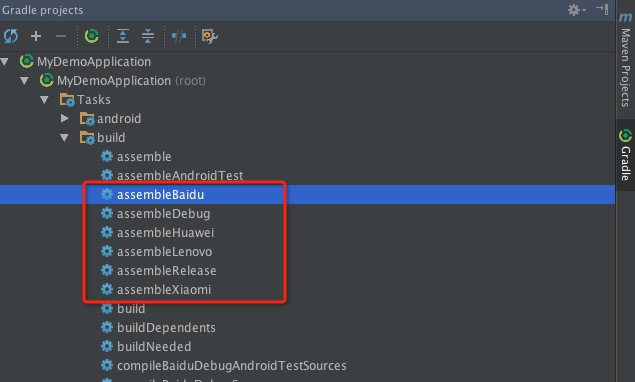 Gradle projects
MyDemoApplication
MyDemoApplication (root)
Tasks
android
build
assemble
assembleAndroidTest
assembleBaidu
assembleDebug
assembleHuawei
assembleLenovo
assembleRelease
assembleXiaomi
build
buildDependents
buildNeeded
compileBaiduDebugAndroidTestSources
m
Maven Projects
Gradle